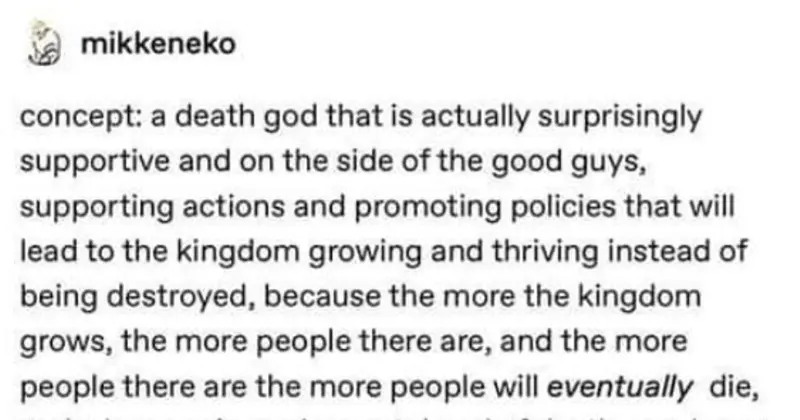 mikkeneko
concept: a death god that is actually surprisingly
supportive and on the side of the good guys,
supporting actions and promoting policies that will
lead to the kingdom growing and thriving instead of
being destroyed, because the more the kingdom
grows, the more people there are, and the more
people there are the more people will eventually die,